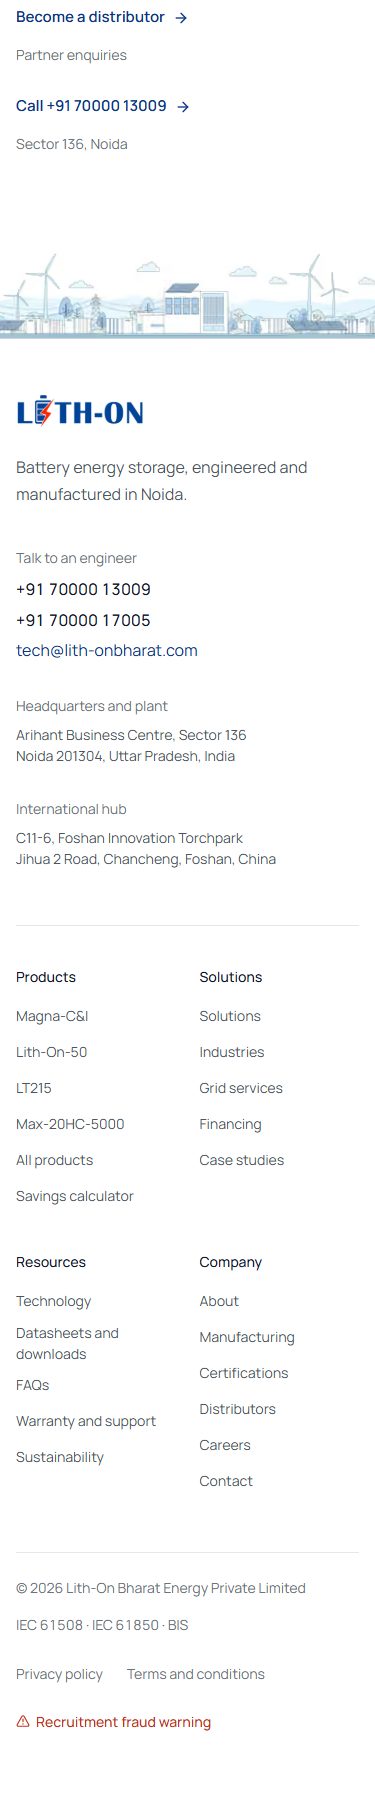 Become a distributor →
Partner enquiries
Call +91 70000 13009 →
Sector 136, Noida
LITH-ON
Battery energy storage, engineered and
manufactured in Noida.
Talk to an engineer
+91 70000 13009
+91 70000 17005
tech@lith-onbharat.com
Headquarters and plant
Arihant Business Centre, Sector 136
Noida 201304, Uttar Pradesh, India
International hub
C11-6, Foshan Innovation Torchpark
Jihua 2 Road, Chancheng, Foshan, China
Products
Magna-C&I
Lith-On-50
LT215
Max-20HC-5000
All products
Savings calculator
Solutions
Solutions
Industries
Grid services
Financing
Case studies
Resources
Technology
Datasheets and
downloads
FAQs
Warranty and support
Sustainability
Company
About
Manufacturing
Certifications
Distributors
Careers
Contact
© 2026 Lith-On Bharat Energy Private Limited
IEC 61508 · IEC 61850 · BIS
Privacy policy Terms and conditions
Recruitment fraud warning